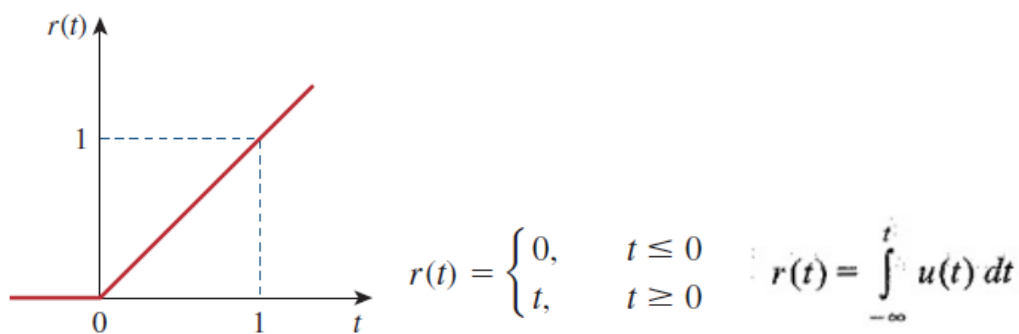 r(t)
1
0 1 t
r(t) = { 0, t ≤ 0
t, t ≥ 0
r(t) = ∫_{-∞}^{t} u(t) dt